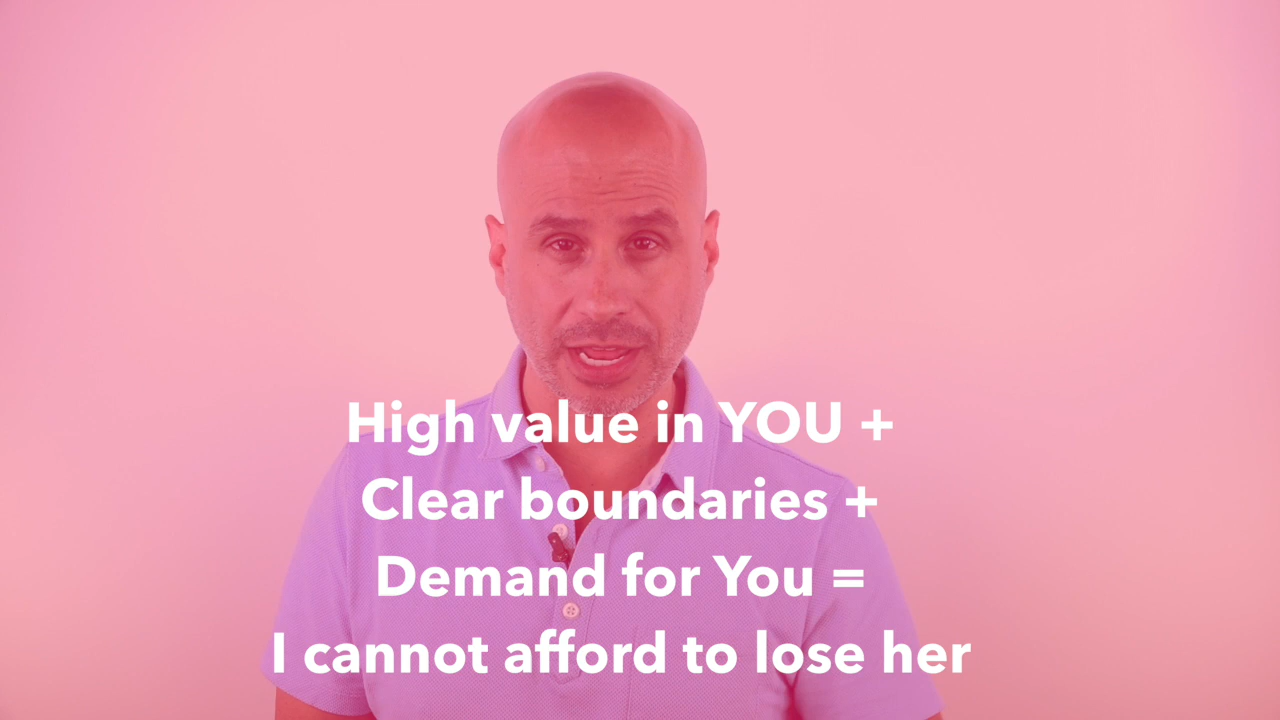 High value in YOU +
Clear boundaries +
Demand for You =
I cannot afford to lose her